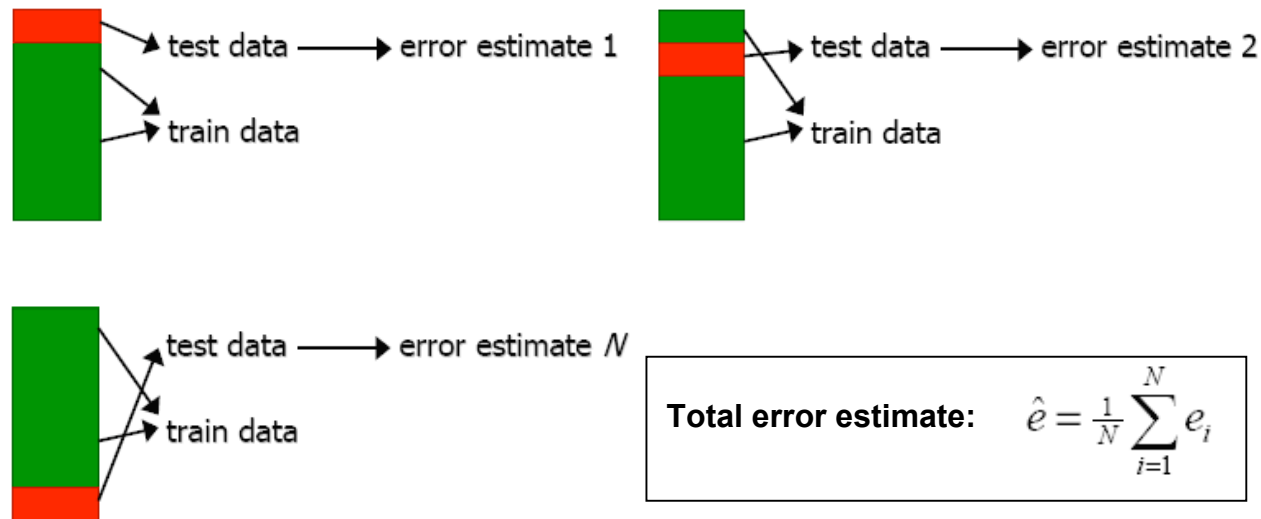 test data → error estimate 1
train data
test data → error estimate 2
train data
test data → error estimate N
train data
Total error estimate: ê = 1/N ∑_{i=1}^{N} e_i